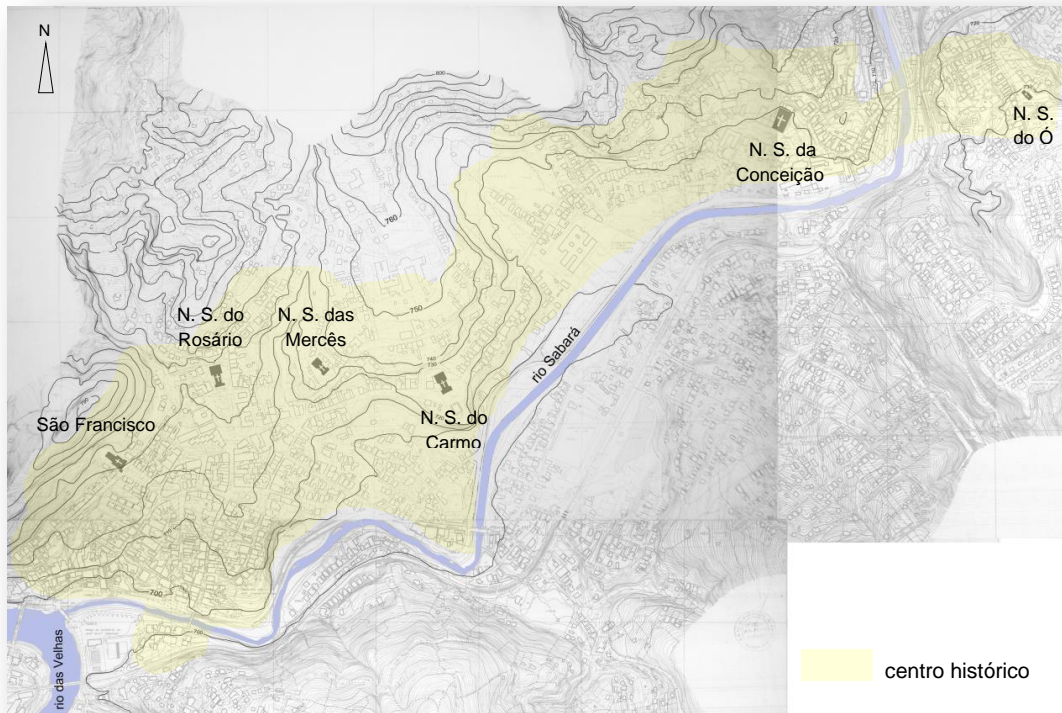 N
N. S. da
Conceição
N. S.
do Ó
N. S. do
Rosário
N. S. das
Mercês
São Francisco
N. S. do
Carmo
rio Sabará
rio das Velhas
centro histórico
800
760
750
740
730
700